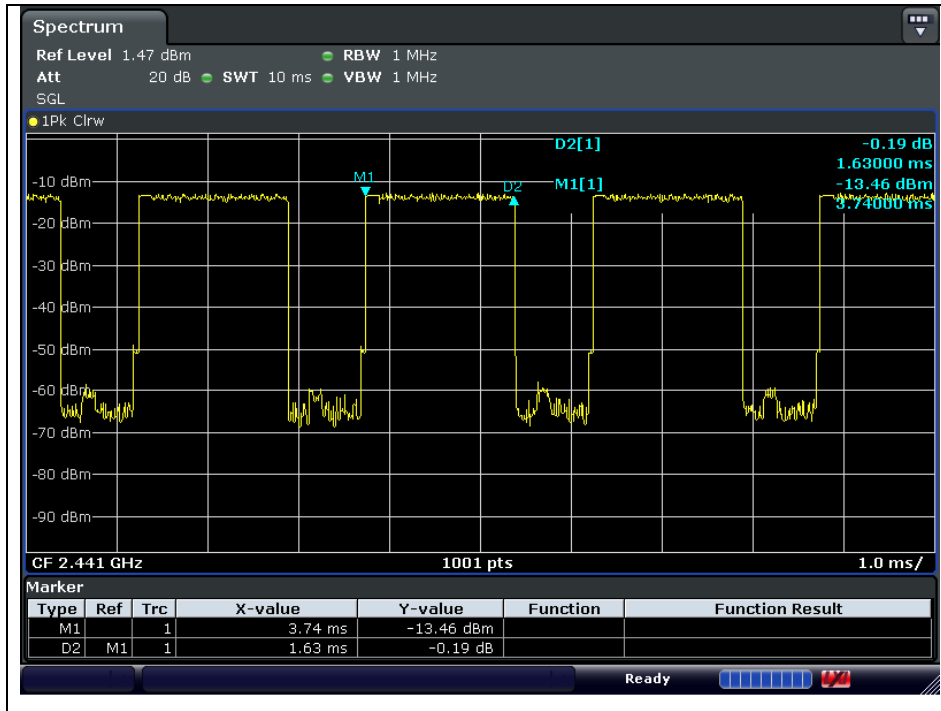 Spectrum
Ref Level 1.47 dBm RBW 1 MHz
Att 20 dB SWT 10 ms VBW 1 MHz
SGL
1Pk Clrw
D2[1] -0.19 dB
1.63000 ms
M1[1] -13.46 dBm
3.74000 ms
M1
D2
-10 dBm
-20 dBm
-30 dBm
-40 dBm
-50 dBm
-60 dBm
-70 dBm
-80 dBm
-90 dBm
CF 2.441 GHz 1001 pts 1.0 ms/
Marker
Type Ref Trc X-value Y-value Function Function Result
M1 1 3.74 ms -13.46 dBm
D2 M1 1 1.63 ms -0.19 dB
Ready